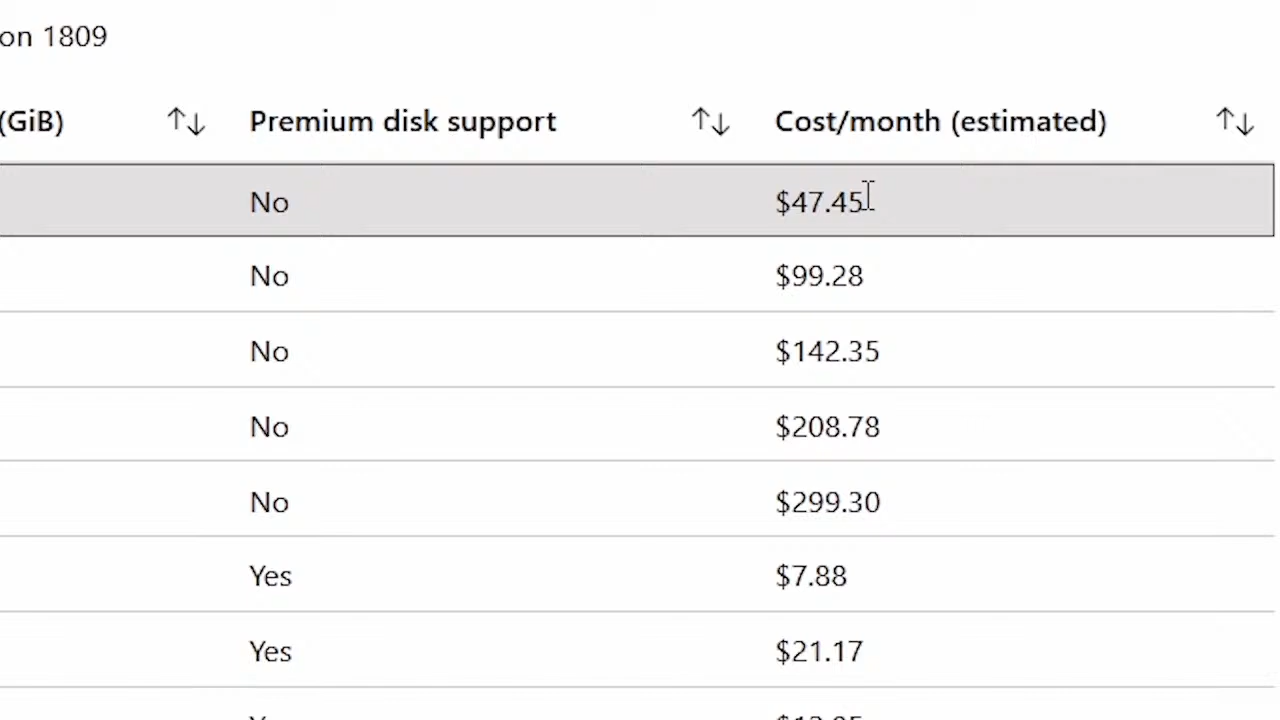 on 1809
(GiB) ↑↓ Premium disk support ↑↓ Cost/month (estimated) ↑↓
No $47.45
No $99.28
No $142.35
No $208.78
No $299.30
Yes $7.88
Yes $21.17